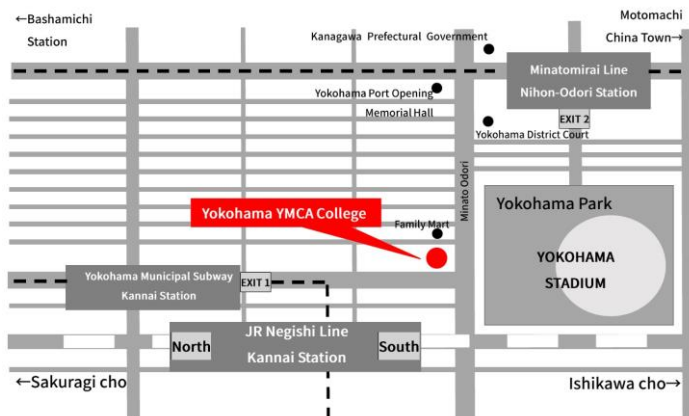 ←Bashamichi
Station
Motomachi
China Town→
Kanagawa Prefectural Government
Minatomirai Line
Nihon-Odori Station
EXIT 2
Yokohama Port Opening
Memorial Hall
Yokohama District Court
Minato Odori
Yokohama YMCA College
Family Mart
Yokohama Park
YOKOHAMA
STADIUM
Yokohama Municipal Subway
Kannai Station
EXIT 1
JR Negishi Line
Kannai Station
North
South
←Sakuragi cho
Ishikawa cho→